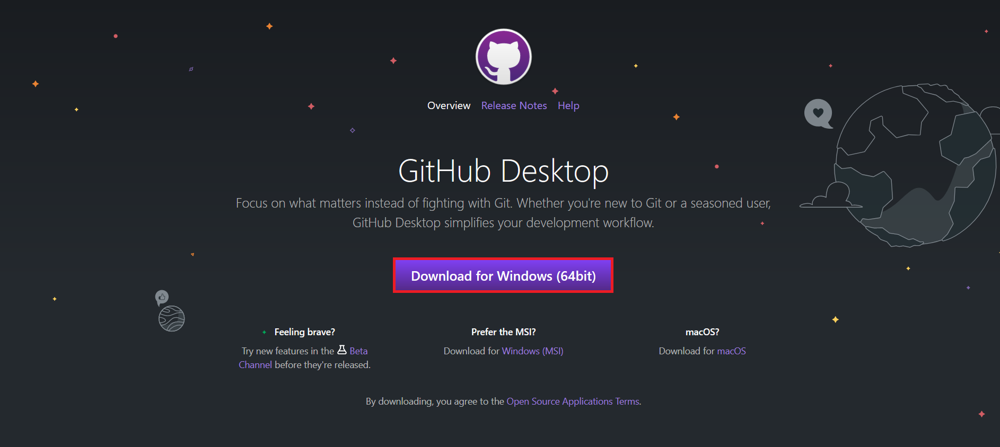 Overview Release Notes Help
GitHub Desktop
Focus on what matters instead of fighting with Git. Whether you're new to Git or a seasoned user,
GitHub Desktop simplifies your development workflow.
Download for Windows (64bit)
Feeling brave?
Try new features in the Beta
Channel before they're released.
Prefer the MSI?
Download for Windows (MSI)
macOS?
Download for macOS
By downloading, you agree to the Open Source Applications Terms.